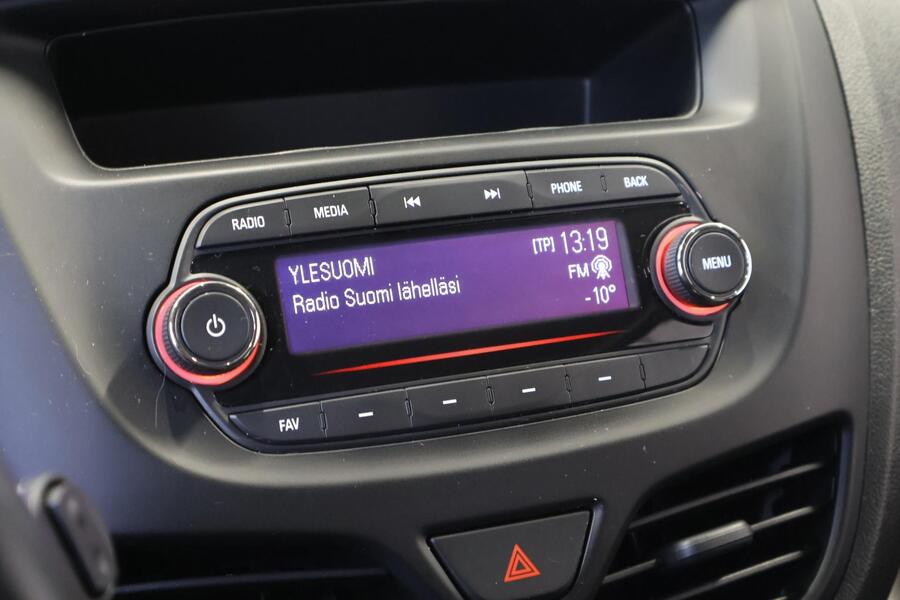 RADIO MEDIA PHONE BACK
YLESUOMI [TP] 13:19
Radio Suomi lähelläsi FM
-10°
MENU
FAV